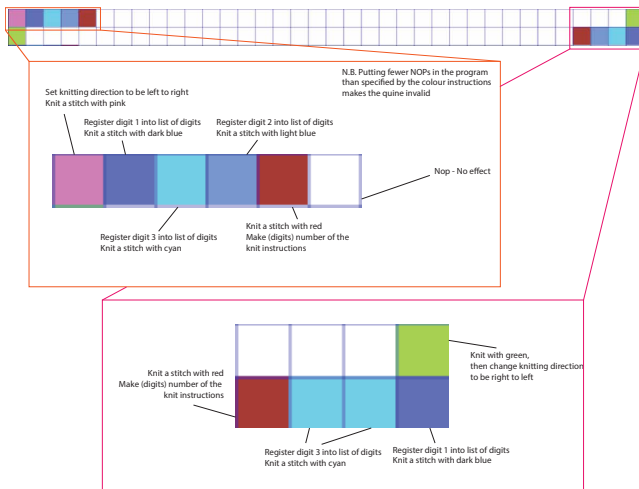 N.B. Putting fewer NOPs in the program
than specified by the colour instructions
makes the quine invalid
Set knitting direction to be left to right
Knit a stitch with pink
Register digit 1 into list of digits
Knit a stitch with dark blue
Register digit 2 into list of digits
Knit a stitch with light blue
Nop - No effect
Register digit 3 into list of digits
Knit a stitch with cyan
Knit a stitch with red
Make (digits) number of the
knit instructions
Knit with green,
then change knitting direction
to be right to left
Knit a stitch with red
Make (digits) number of the
knit instructions
Register digit 3 into list of digits
Knit a stitch with cyan
Register digit 1 into list of digits
Knit a stitch with dark blue